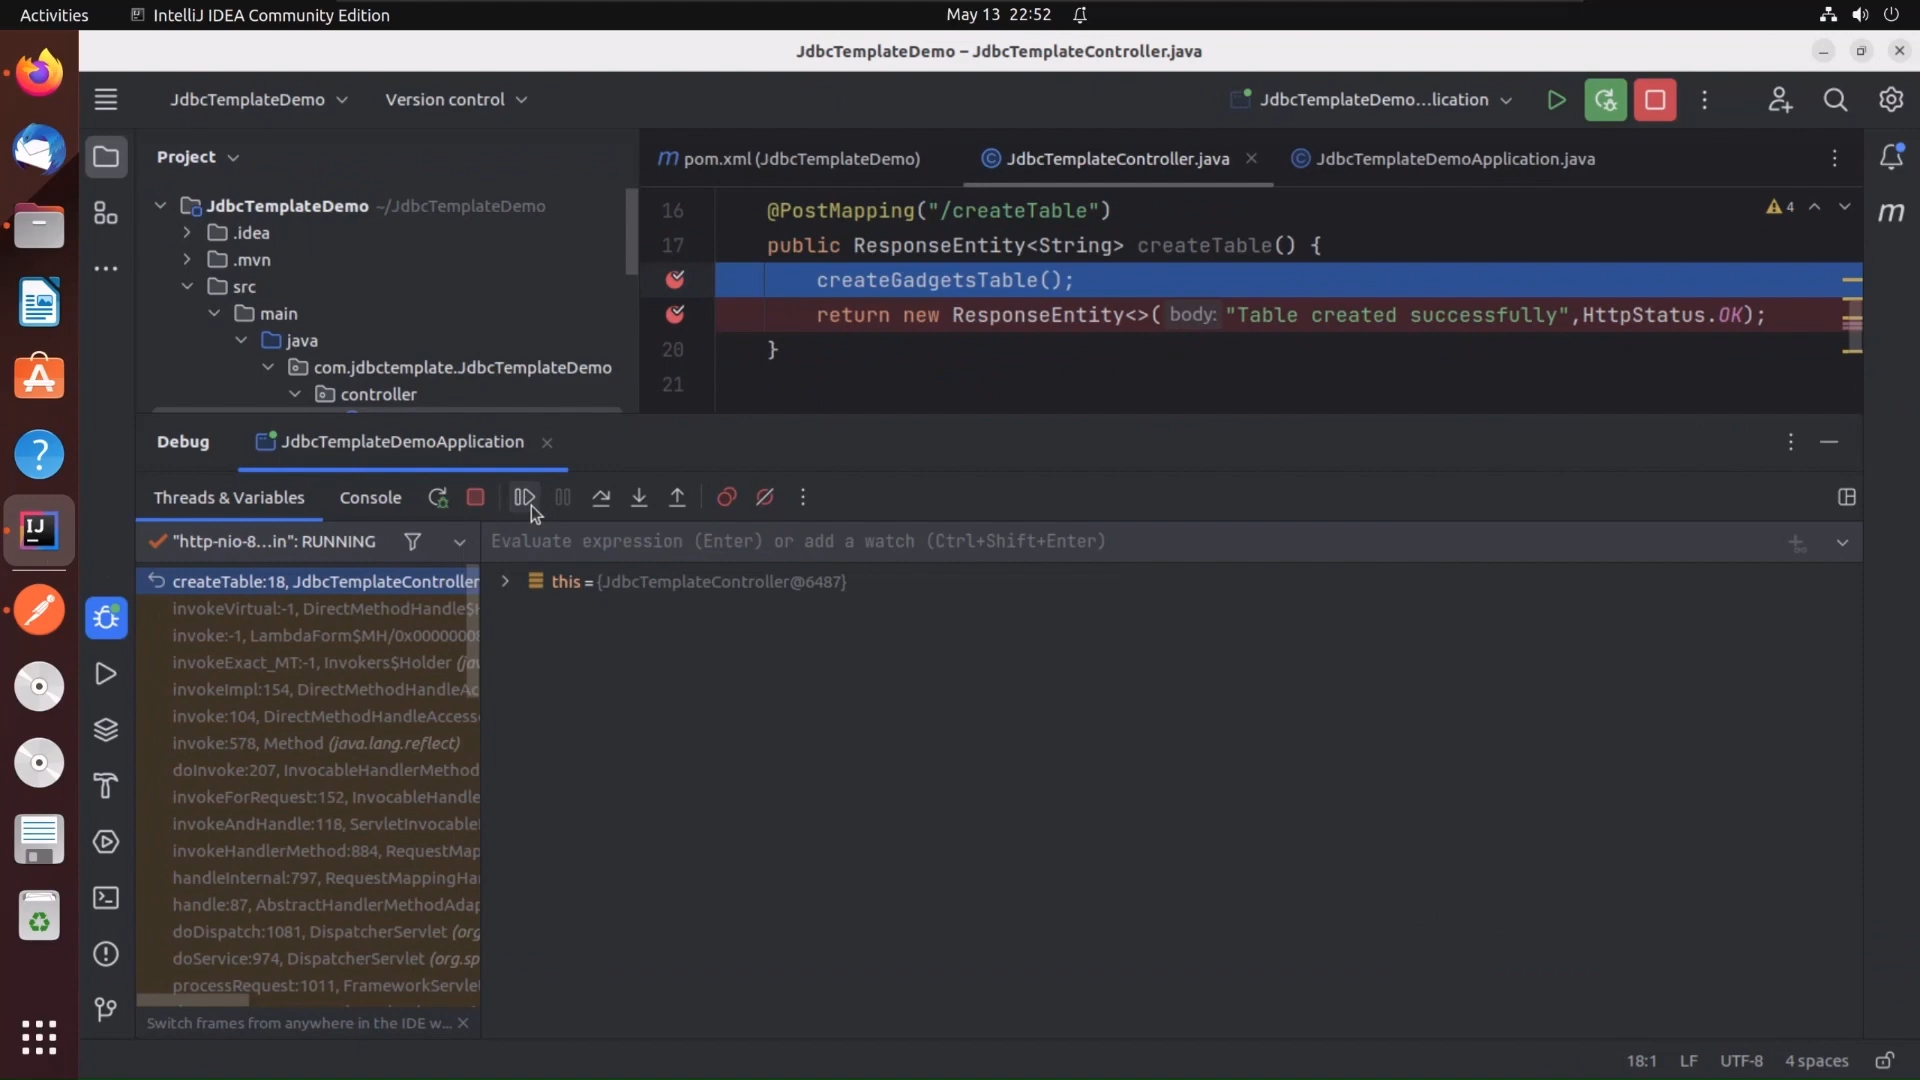 Activities
IntelliJ IDEA Community Edition
May 13 22:52
JdbcTemplateDemo – JdbcTemplateController.java
JdbcTemplateDemo
Version control
JdbcTemplateDemo...lication
Project
pom.xml (JdbcTemplateDemo)
JdbcTemplateController.java
JdbcTemplateDemoApplication.java
JdbcTemplateDemo ~/JdbcTemplateDemo
.idea
.mvn
src
main
java
com.jdbctemplate.JdbcTemplateDemo
controller
16 @PostMapping("/createTable")
4
17 public ResponseEntity<String> createTable() {
createGadgetsTable();
return new ResponseEntity<>( body: "Table created successfully",HttpStatus.OK);
20 }
21
Debug
JdbcTemplateDemoApplication
Threads & Variables
Console
"http-nio-8...in": RUNNING
Evaluate expression (Enter) or add a watch (Ctrl+Shift+Enter)
createTable:18, JdbcTemplateController
this = {JdbcTemplateController@6487}
invokeVirtual:-1, DirectMethodHandle$H
invoke:-1, LambdaForm$MH/0x0000000
invokeExact_MT:-1, Invokers$Holder (ja
invokeImpl:154, DirectMethodHandleAc
invoke:104, DirectMethodHandleAccess
invoke:578, Method (java.lang.reflect)
doInvoke:207, InvocableHandlerMethod
invokeForRequest:152, InvocableHandle
invokeAndHandle:118, ServletInvocable
invokeHandlerMethod:884, RequestMap
handleInternal:797, RequestMappingHa
handle:87, AbstractHandlerMethodAdap
doDispatch:1081, DispatcherServlet (org
doService:974, DispatcherServlet (org.sp
processRequest:1011, FrameworkServle
Switch frames from anywhere in the IDE w...
18:1 LF UTF-8 4 spaces